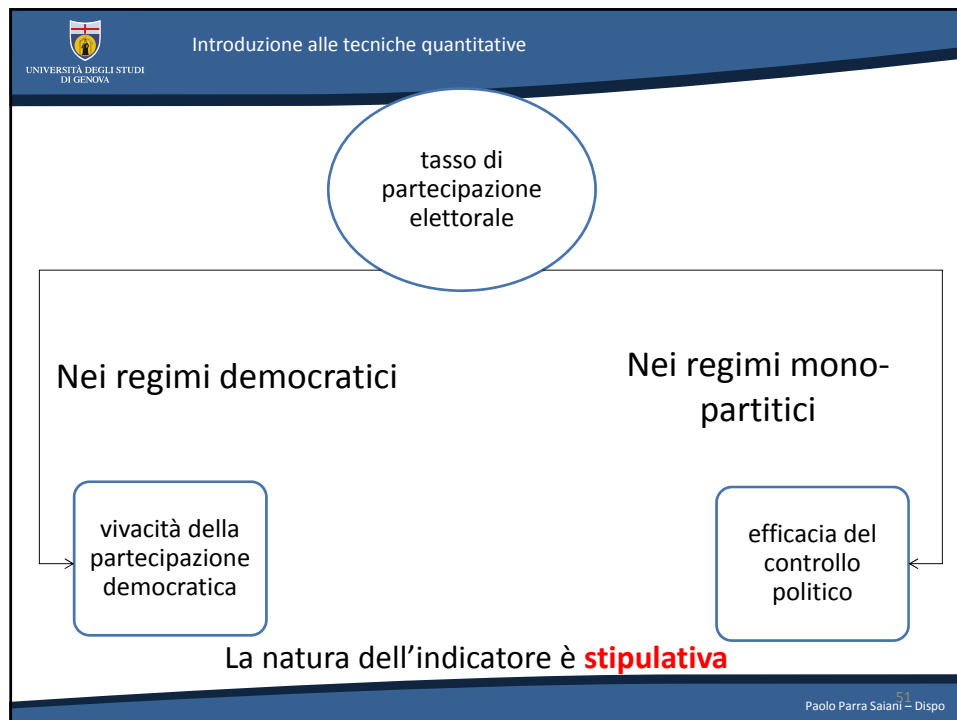 UNIVERSITÀ DEGLI STUDI
DI GENOVA
Introduzione alle tecniche quantitative
tasso di
partecipazione
elettorale
Nei regimi democratici
Nei regimi mono-
partitici
vivacità della
partecipazione
democratica
efficacia del
controllo
politico
La natura dell’indicatore è stipulativa
51
Paolo Parra Saiani – Dispo